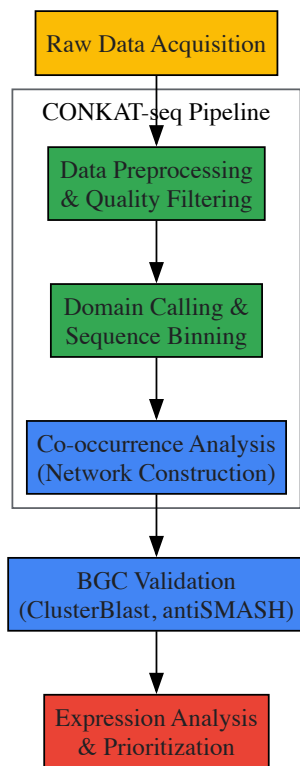 Raw Data Acquisition
CONKAT-seq Pipeline
Data Preprocessing
& Quality Filtering
Domain Calling &
Sequence Binning
Co-occurrence Analysis
(Network Construction)
BGC Validation
(ClusterBlast, antiSMASH)
Expression Analysis
& Prioritization